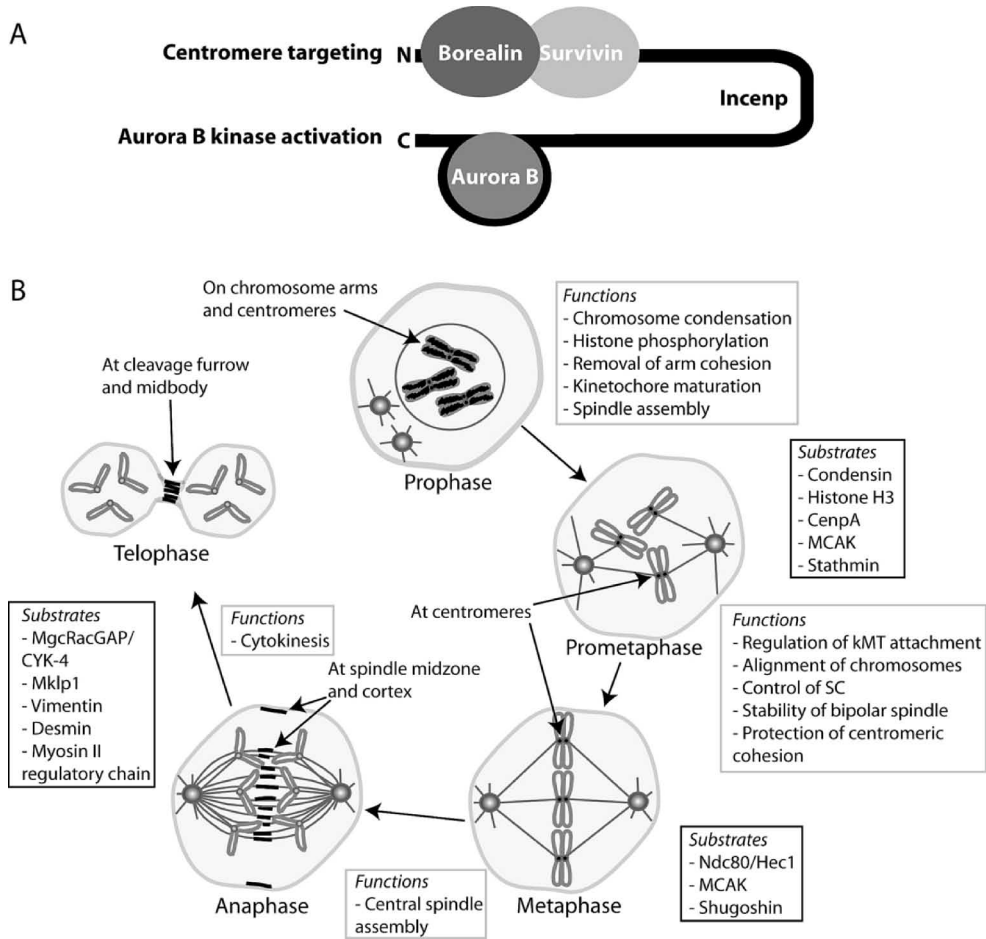 A
Centromere targeting N Borealin Survivin
Incenp
Aurora B kinase activation C
Aurora B
B
On chromosome arms
and centromeres
Functions
- Chromosome condensation
- Histone phosphorylation
- Removal of arm cohesion
- Kinetochore maturation
- Spindle assembly
At cleavage furrow
and midbody
Prophase
Substrates
- Condensin
- Histone H3
- CenpA
- MCAK
- Stathmin
Telophase
At centromeres
Prometaphase
Functions
- Regulation of kMT attachment
- Alignment of chromosomes
- Control of SC
- Stability of bipolar spindle
- Protection of centromeric
cohesion
Substrates
- MgcRacGAP/
CYK-4
- Mklp1
- Vimentin
- Desmin
- Myosin II
regulatory chain
Functions
- Cytokinesis
At spindle midzone
and cortex
Anaphase
Functions
- Central spindle
assembly
Metaphase
Substrates
- Ndc80/Hec1
- MCAK
- Shugoshin